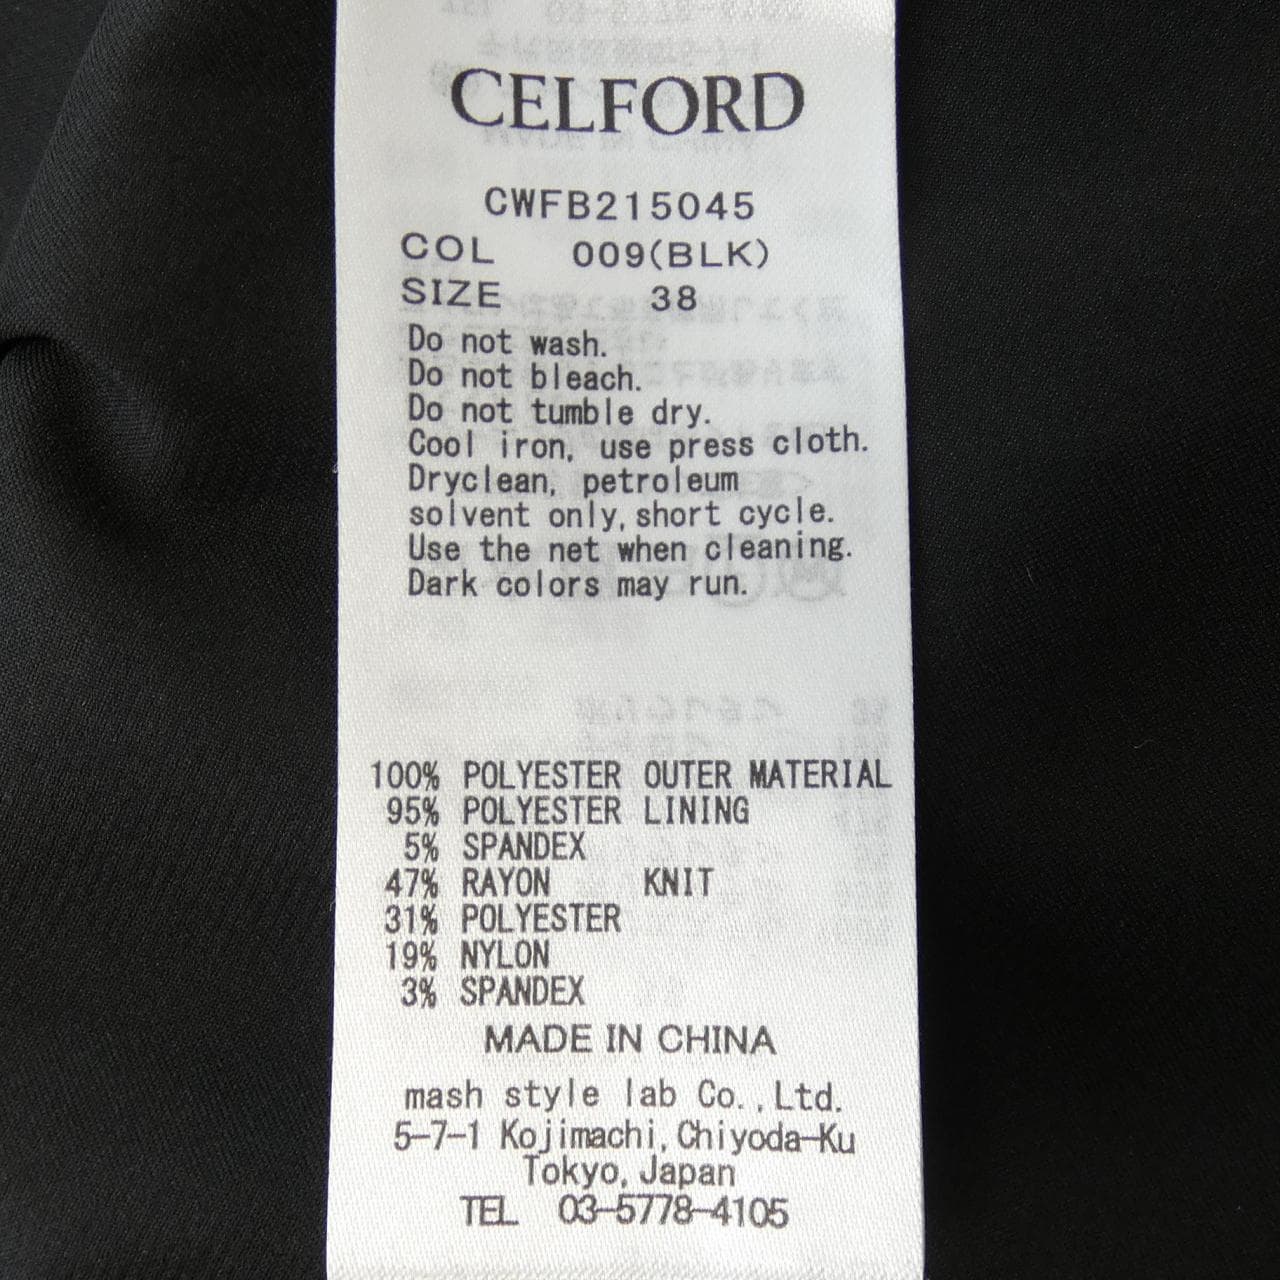 CELFORD
CWFB215045
COL 009(BLK)
SIZE 38
Do not wash.
Do not bleach.
Do not tumble dry.
Cool iron, use press cloth.
Dryclean, petroleum
solvent only, short cycle.
Use the net when cleaning.
Dark colors may run.
100% POLYESTER OUTER MATERIAL
95% POLYESTER LINING
5% SPANDEX
47% RAYON KNIT
31% POLYESTER
19% NYLON
3% SPANDEX
MADE IN CHINA
mash style lab Co.,Ltd.
5-7-1 Kojimachi, Chiyoda-Ku
Tokyo, Japan
TEL 03-5778-4105